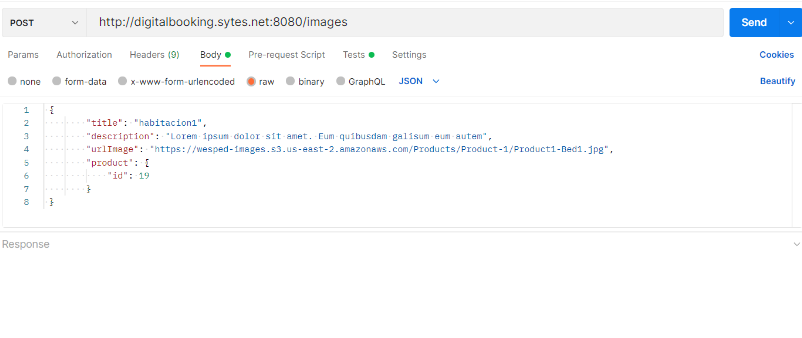 POST http://digitalbooking.sytes.net:8080/images Send
Params Authorization Headers (9) Body Pre-request Script Tests Settings Cookies
none form-data x-www-form-urlencoded raw binary GraphQL JSON Beautify
1 {
2 "title": "habitacion1",
3 "description": "Lorem ipsum dolor sit amet. Eum quibusdam galisum eum autem",
4 "urlImage": "https://wesped-images.s3.us-east-2.amazonaws.com/Products/Product-1/Product1-Bed1.jpg",
5 "product": {
6 "id": 19
7 }
8 }
Response